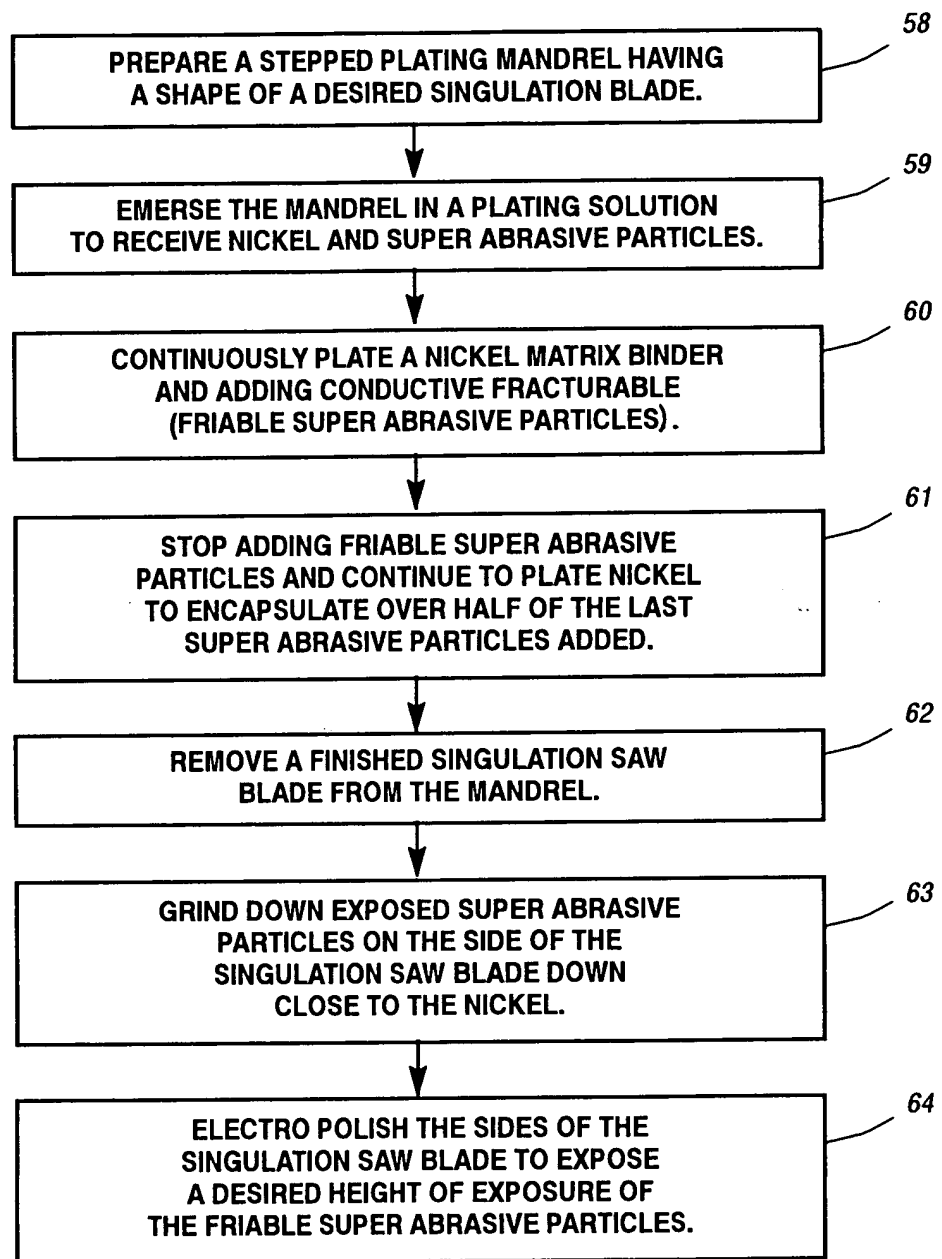 58
PREPARE A STEPPED PLATING MANDREL HAVING
A SHAPE OF A DESIRED SINGULATION BLADE.
59
EMERSE THE MANDREL IN A PLATING SOLUTION
TO RECEIVE NICKEL AND SUPER ABRASIVE PARTICLES.
60
CONTINUOUSLY PLATE A NICKEL MATRIX BINDER
AND ADDING CONDUCTIVE FRACTURABLE
(FRIABLE SUPER ABRASIVE PARTICLES).
61
STOP ADDING FRIABLE SUPER ABRASIVE
PARTICLES AND CONTINUE TO PLATE NICKEL
TO ENCAPSULATE OVER HALF OF THE LAST
SUPER ABRASIVE PARTICLES ADDED.
62
REMOVE A FINISHED SINGULATION SAW
BLADE FROM THE MANDREL.
63
GRIND DOWN EXPOSED SUPER ABRASIVE
PARTICLES ON THE SIDE OF THE
SINGULATION SAW BLADE DOWN
CLOSE TO THE NICKEL.
64
ELECTRO POLISH THE SIDES OF THE
SINGULATION SAW BLADE TO EXPOSE
A DESIRED HEIGHT OF EXPOSURE OF
THE FRIABLE SUPER ABRASIVE PARTICLES.